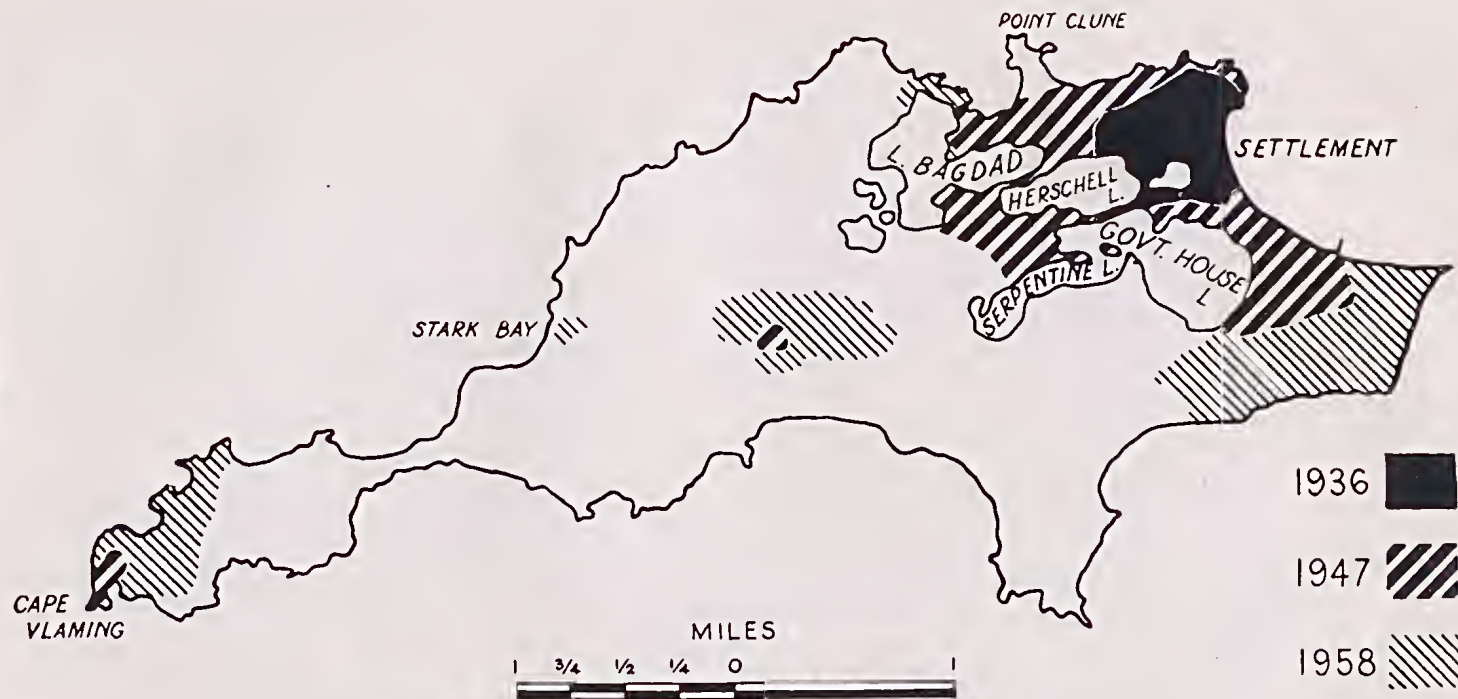 POINT CLUNE
SETTLEMENT
L. BAGDAD
HERSCHELL
L.
GOVT. HOUSE
L
SERPENTINE L.
STARK BAY
CAPE
VLAMING
1936
1947
1958
MILES
1 3/4 1/2 1/4 0 1